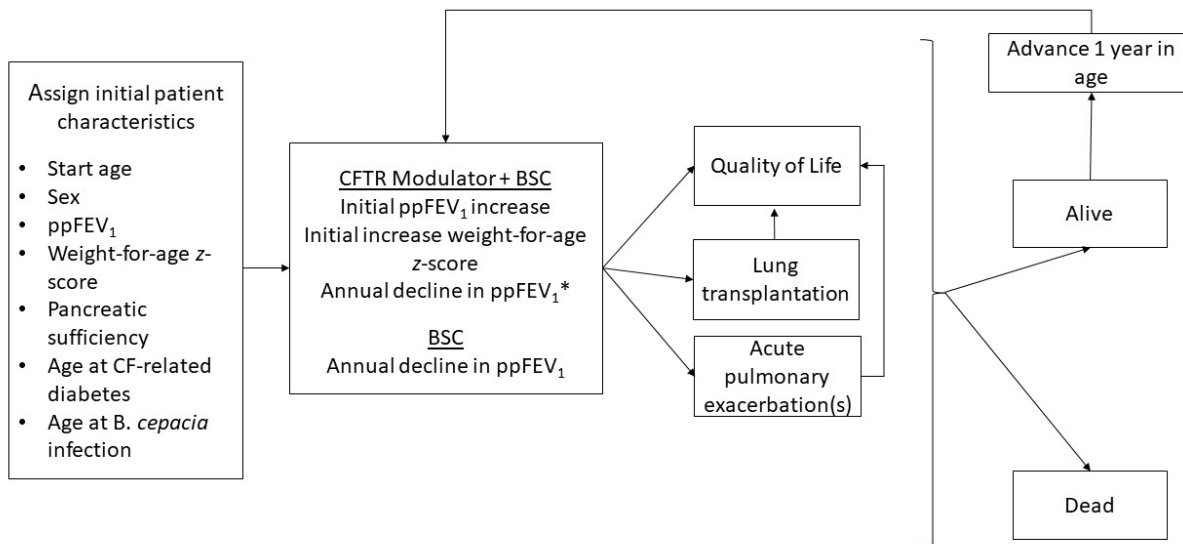 Assign initial patient
characteristics
• Start age
• Sex
• ppFEV₁
• Weight-for-age z-
score
• Pancreatic
sufficiency
• Age at CF-related
diabetes
• Age at B. cepacia
infection
CFTR Modulator + BSC
Initial ppFEV₁ increase
Initial increase weight-for-age
z-score
Annual decline in ppFEV₁*
BSC
Annual decline in ppFEV₁
Quality of Life
Lung
transplantation
Acute
pulmonary
exacerbation(s)
Advance 1 year in
age
Alive
Dead